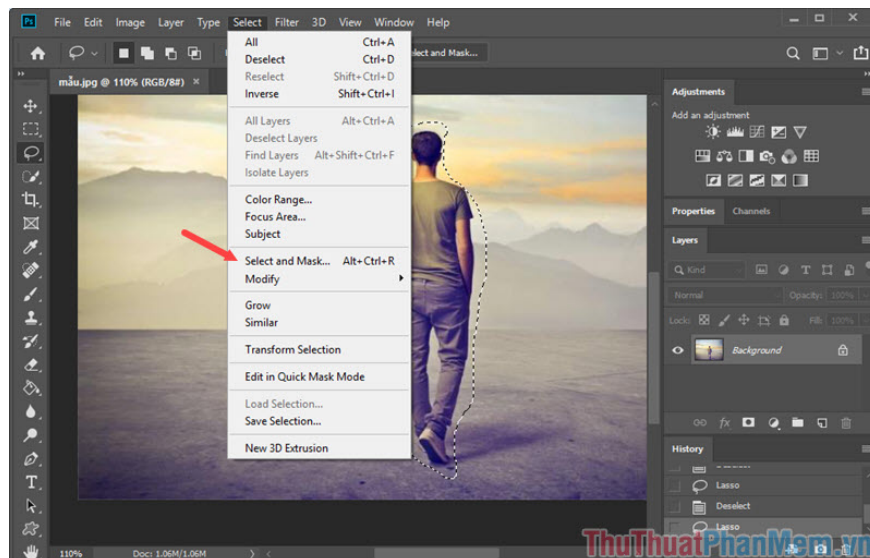 Ps File Edit Image Layer Type Select Filter 3D View Window Help
lect and Mask...
mẫu.jpg @ 110% (RGB/8#) ×
All Ctrl+A
Deselect Ctrl+D
Reselect Shift+Ctrl+D
Inverse Shift+Ctrl+I
All Layers Alt+Ctrl+A
Deselect Layers
Find Layers Alt+Shift+Ctrl+F
Isolate Layers
Color Range...
Focus Area...
Subject
Select and Mask... Alt+Ctrl+R
Modify
Grow
Similar
Transform Selection
Edit in Quick Mask Mode
Load Selection...
Save Selection...
New 3D Extrusion
Adjustments
Add an adjustment
Properties Channels
Layers
Kind
Normal Opacity: 100%
Lock: Fill: 100%
Background
fx
History
Lasso
Deselect
Lasso
110% Doc: 1.06M/1.06M
ThuThuatPhanMem.vn